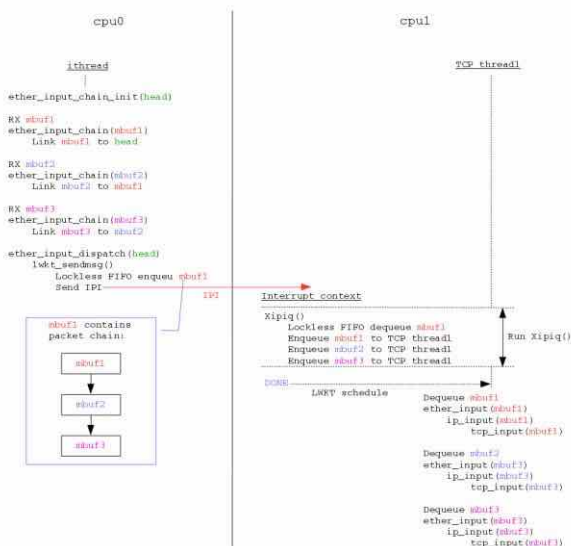 cpu0
ithread
ether_input_chain_init(head)
RX mbuf1
ether_input_chain(mbuf1)
Link mbuf1 to head
RX mbuf2
ether_input_chain(mbuf2)
Link mbuf2 to mbuf1
RX mbuf3
ether_input_chain(mbuf3)
Link mbuf3 to mbuf2
ether_input_dispatch(head)
lwkt_sendmsg()
Lockless FIFO enqueu mbuf1
Send IPI
IPI
mbuf1 contains
packet chain:
mbuf1
mbuf2
mbuf3
cpu1
TCP thread1
Interrupt context
Xipiq()
Lockless FIFO dequeue mbuf1
Enqueue mbuf1 to TCP thread1
Enqueue mbuf2 to TCP thread1
Enqueue mbuf3 to TCP thread1
Run Xipiq()
DONE
LWKT schedule
Dequeue mbuf1
ether_input(mbuf1)
ip_input(mbuf1)
tcp_input(mbuf1)
Dequeue mbuf2
ether_input(mbuf3)
ip_input(mbuf3)
tcp_input(mbuf3)
Dequeue mbuf3
ether_input(mbuf3)
ip_input(mbuf3)
tcp_input(mbuf3)